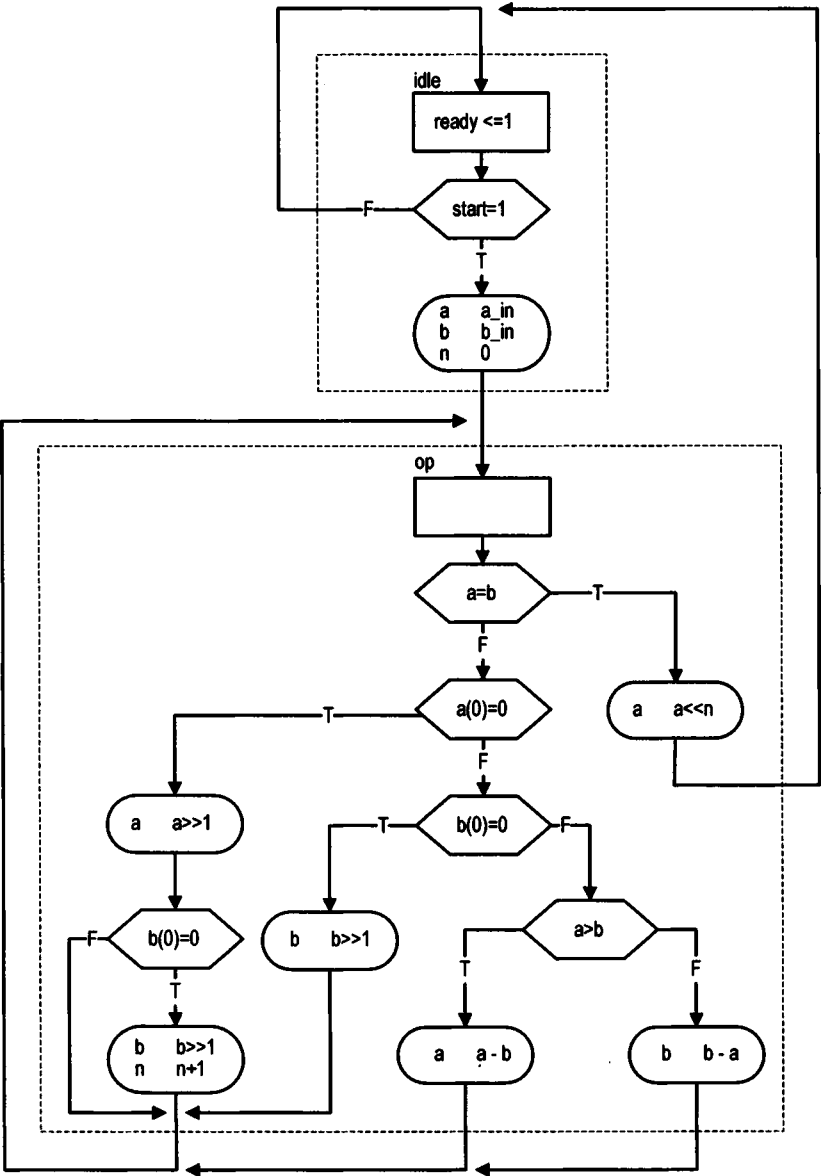 idle
ready <=1
start=1
F
T
a a_in
b b_in
n 0
op
a=b
T
F
a(0)=0
T
F
a a<<n
a a>>1
b(0)=0
T
F
b(0)=0
F
T
b b>>1
a>b
T
F
b b>>1
n n+1
a a - b
b b - a